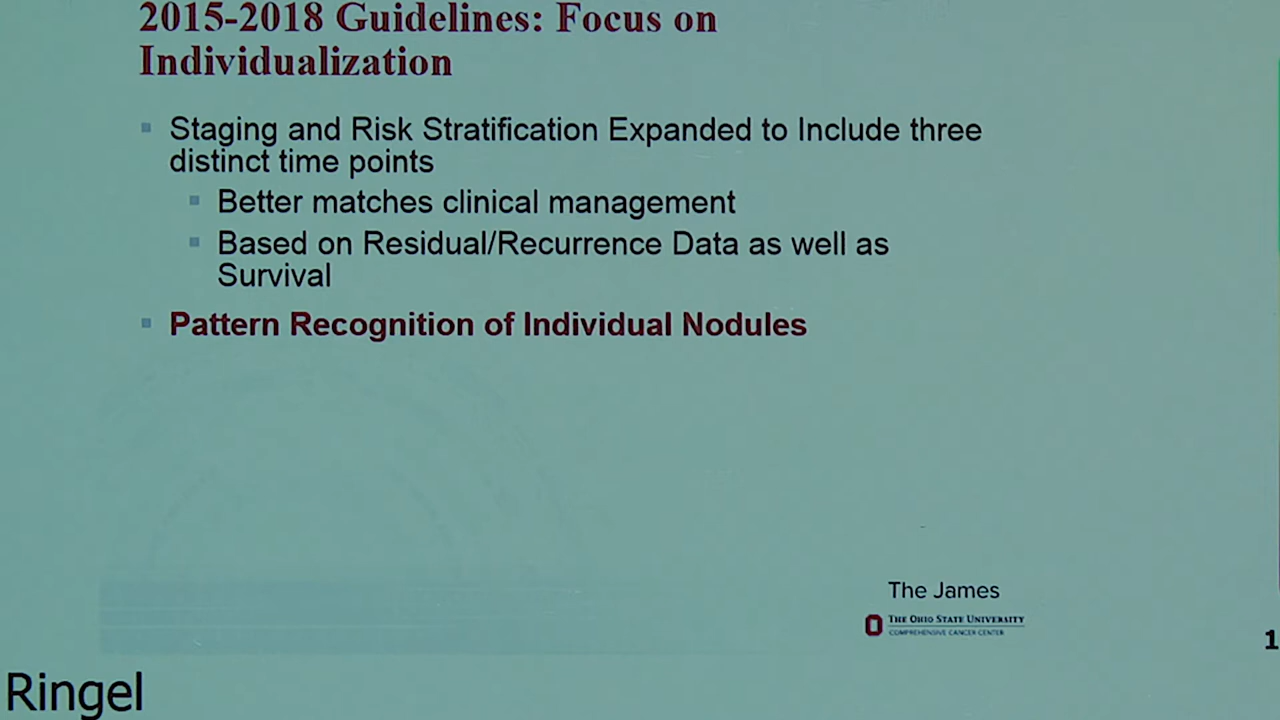 2015-2018 Guidelines: Focus on
Individualization
Staging and Risk Stratification Expanded to Include three
distinct time points
Better matches clinical management
Based on Residual/Recurrence Data as well as
Survival
Pattern Recognition of Individual Nodules
The James
THE OHIO STATE UNIVERSITY
COMPREHENSIVE CANCER CENTER
1
Ringel